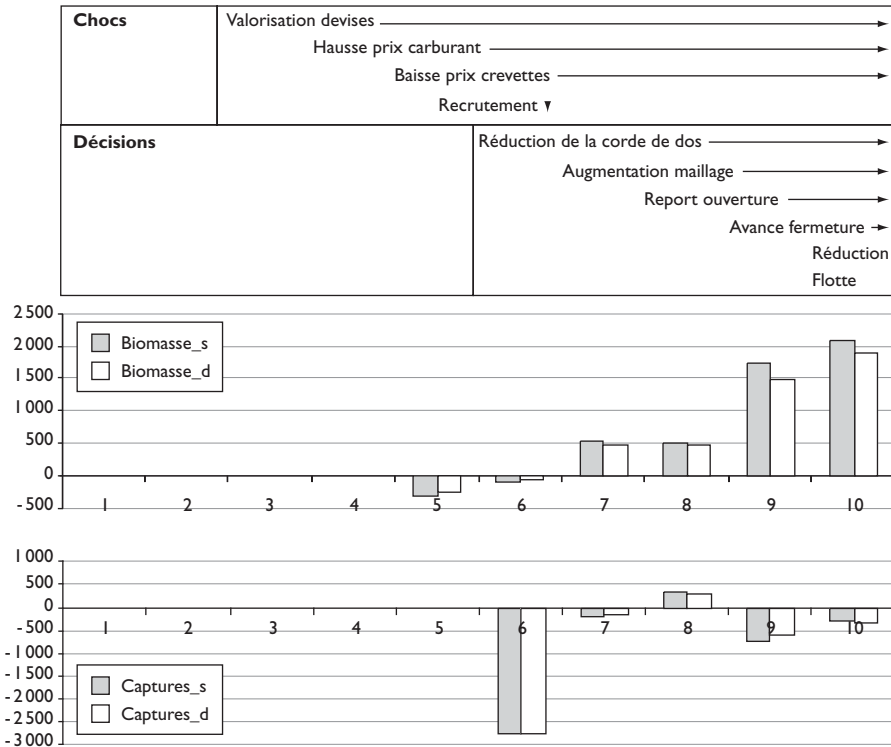 Chocs
Valorisation devises
Hausse prix carburant
Baisse prix crevettes
Recrutement
Décisions
Réduction de la corde de dos
Augmentation maillage
Report ouverture
Avance fermeture
Réduction
Flotte
2 500
2 000
1 500
1 000
500
0
- 500
Biomasse_s
Biomasse_d
1 2 3 4 5 6 7 8 9 10
1 000
500
0
- 500
- 1 000
- 1 500
- 2 000
- 2 500
- 3 000
1 2 3 4 5 6 7 8 9 10
Captures_s
Captures_d